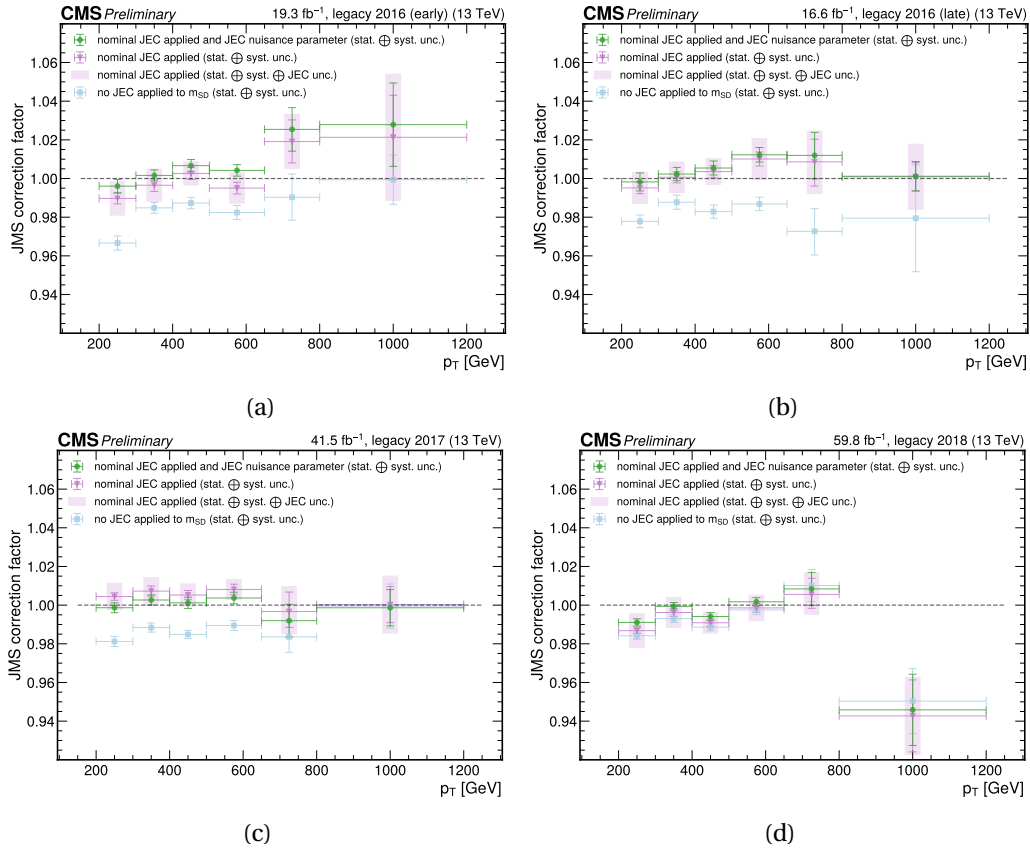 CMS Preliminary 19.3 fb⁻¹, legacy 2016 (early) (13 TeV)
nominal JEC applied and JEC nuisance parameter (stat. ⊕ syst. unc.)
nominal JEC applied (stat. ⊕ syst. unc.)
nominal JEC applied (stat. ⊕ syst. unc. ⊕ JEC unc.)
no JEC applied to m_SD (stat. ⊕ syst. unc.)
JMS correction factor
1.06
1.04
1.02
1.00
0.98
0.96
0.94
200 400 600 800 1000 1200
p_T [GeV]
(a)
CMS Preliminary 16.6 fb⁻¹, legacy 2016 (late) (13 TeV)
nominal JEC applied and JEC nuisance parameter (stat. ⊕ syst. unc.)
nominal JEC applied (stat. ⊕ syst. unc.)
nominal JEC applied (stat. ⊕ syst. unc. ⊕ JEC unc.)
no JEC applied to m_SD (stat. ⊕ syst. unc.)
JMS correction factor
1.06
1.04
1.02
1.00
0.98
0.96
0.94
200 400 600 800 1000 1200
p_T [GeV]
(b)
CMS Preliminary 41.5 fb⁻¹, legacy 2017 (13 TeV)
nominal JEC applied and JEC nuisance parameter (stat. ⊕ syst. unc.)
nominal JEC applied (stat. ⊕ syst. unc.)
nominal JEC applied (stat. ⊕ syst. unc. ⊕ JEC unc.)
no JEC applied to m_SD (stat. ⊕ syst. unc.)
JMS correction factor
1.06
1.04
1.02
1.00
0.98
0.96
0.94
200 400 600 800 1000 1200
p_T [GeV]
(c)
CMS Preliminary 59.8 fb⁻¹, legacy 2018 (13 TeV)
nominal JEC applied and JEC nuisance parameter (stat. ⊕ syst. unc.)
nominal JEC applied (stat. ⊕ syst. unc.)
nominal JEC applied (stat. ⊕ syst. unc. ⊕ JEC unc.)
no JEC applied to m_SD (stat. ⊕ syst. unc.)
JMS correction factor
1.06
1.04
1.02
1.00
0.98
0.96
0.94
200 400 600 800 1000 1200
p_T [GeV]
(d)